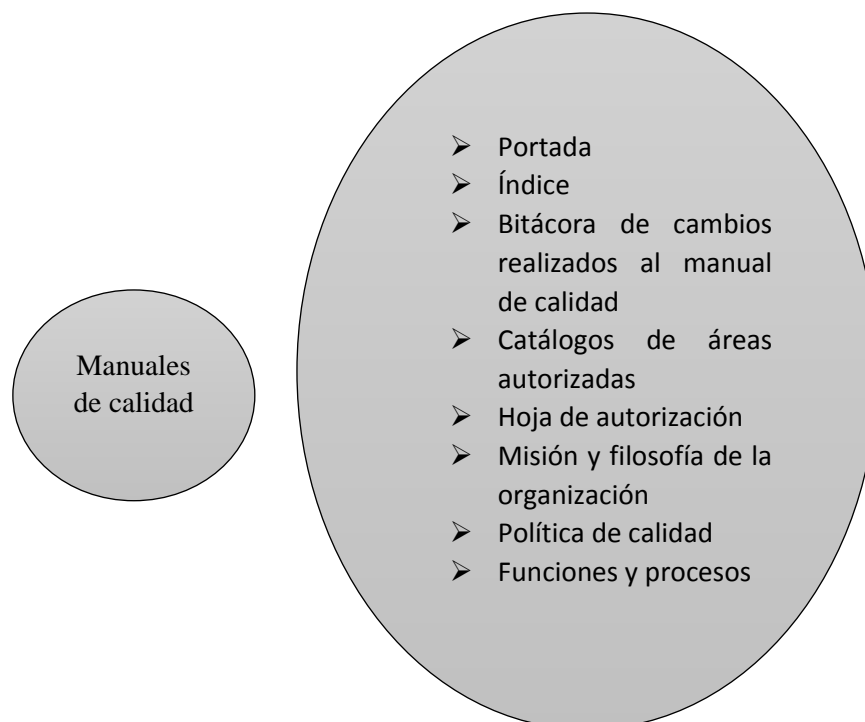 Manuales
de calidad
➢ Portada
➢ Índice
➢ Bitácora de cambios
realizados al manual
de calidad
➢ Catálogos de áreas
autorizadas
➢ Hoja de autorización
➢ Misión y filosofía de la
organización
➢ Política de calidad
➢ Funciones y procesos